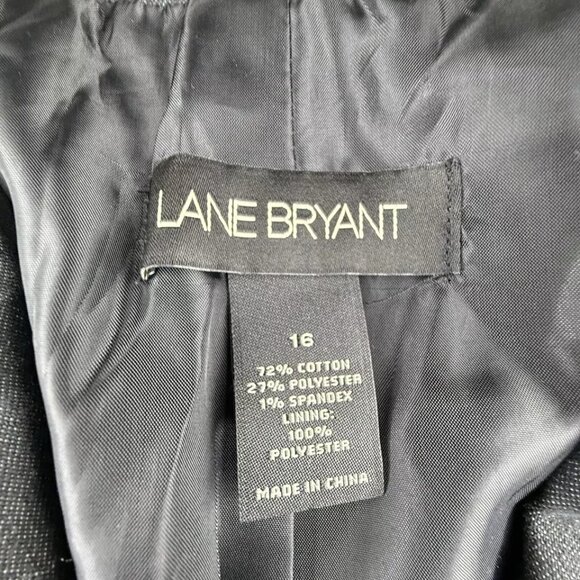 LANE BRYANT
16
72% COTTON
27% POLYESTER
1% SPANDEX
LINING:
100%
POLYESTER
MADE IN CHINA